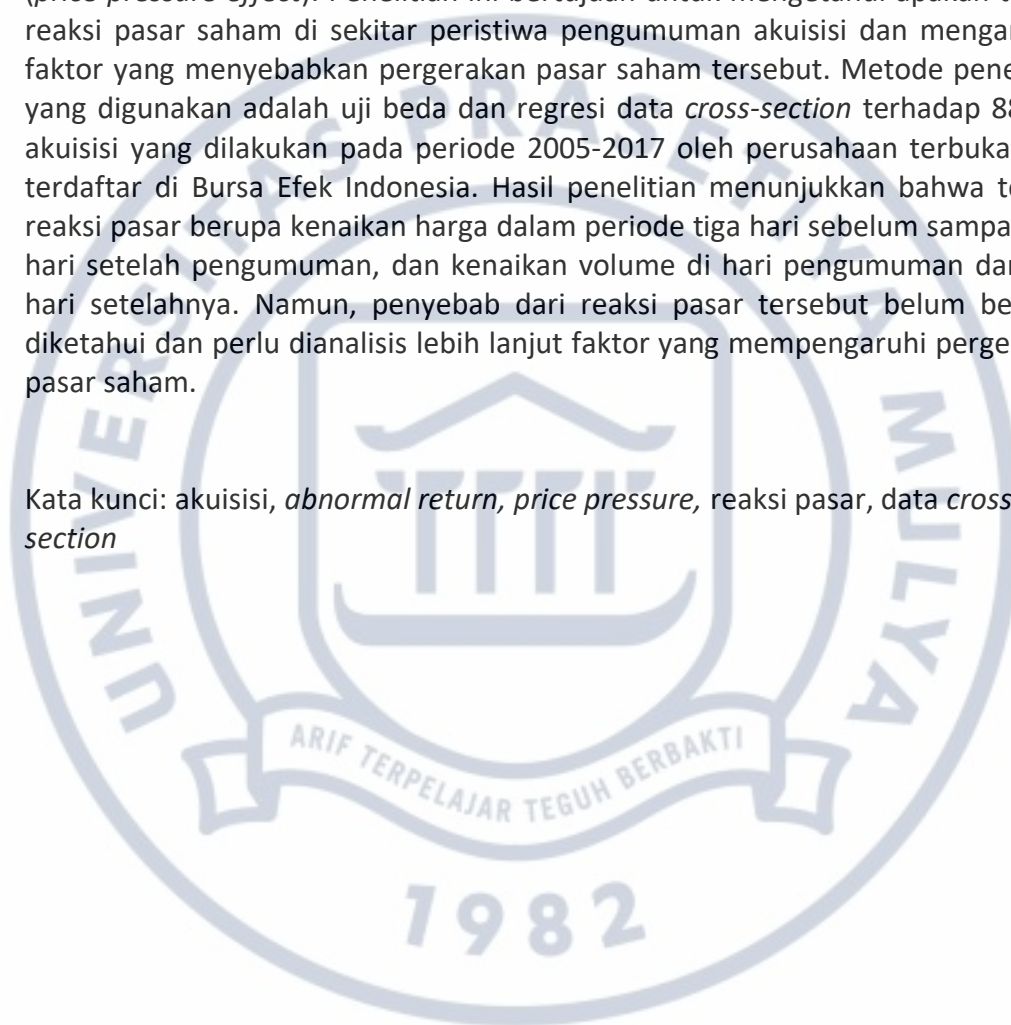 (price pressure effect). Penelitian ini bertujuan untuk mengetahui apakah t
reaksi pasar saham di sekitar peristiwa pengumuman akuisisi dan mengan
faktor yang menyebabkan pergerakan pasar saham tersebut. Metode pene
yang digunakan adalah uji beda dan regresi data cross-section terhadap 88
akuisisi yang dilakukan pada periode 2005-2017 oleh perusahaan terbuka
terdaftar di Bursa Efek Indonesia. Hasil penelitian menunjukkan bahwa te
reaksi pasar berupa kenaikan harga dalam periode tiga hari sebelum sampa
hari setelah pengumuman, dan kenaikan volume di hari pengumuman dan
hari setelahnya. Namun, penyebab dari reaksi pasar tersebut belum be
diketahui dan perlu dianalisis lebih lanjut faktor yang mempengaruhi perge
pasar saham.
Kata kunci: akuisisi, abnormal return, price pressure, reaksi pasar, data cross
section
UNIVERSITAS PRASETIYA MULYA
ARIF TERPELAJAR TEGUH BERBAKTI
1982